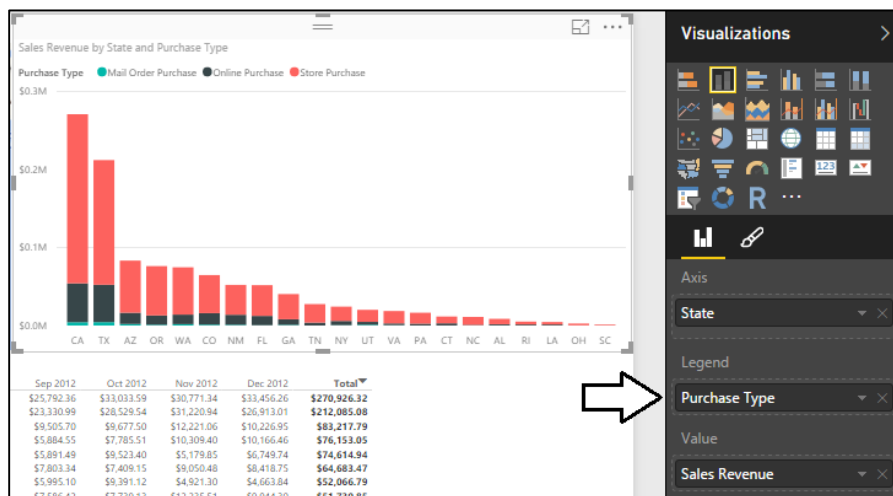 Sales Revenue by State and Purchase Type
Purchase Type Mail Order Purchase Online Purchase Store Purchase
$0.3M
$0.2M
$0.1M
$0.0M
CA TX AZ OR WA CO NM FL GA TN NY UT VA PA CT NC AL RI LA OH SC
Sep 2012 Oct 2012 Nov 2012 Dec 2012 Total
$25,792.36 $33,033.59 $30,771.34 $33,456.26 $270,926.32
$23,330.99 $28,529.54 $31,220.94 $26,913.01 $212,085.08
$9,505.70 $9,677.50 $12,221.06 $10,226.95 $83,217.79
$5,884.55 $7,785.51 $10,309.40 $10,166.46 $76,153.05
$5,891.49 $9,523.40 $5,179.85 $6,749.74 $74,614.94
$7,803.34 $7,409.15 $9,050.48 $8,418.75 $64,683.47
$5,995.10 $9,391.12 $4,921.30 $4,663.84 $52,066.79
Visualizations
123
R
Axis
State
Legend
Purchase Type
Value
Sales Revenue